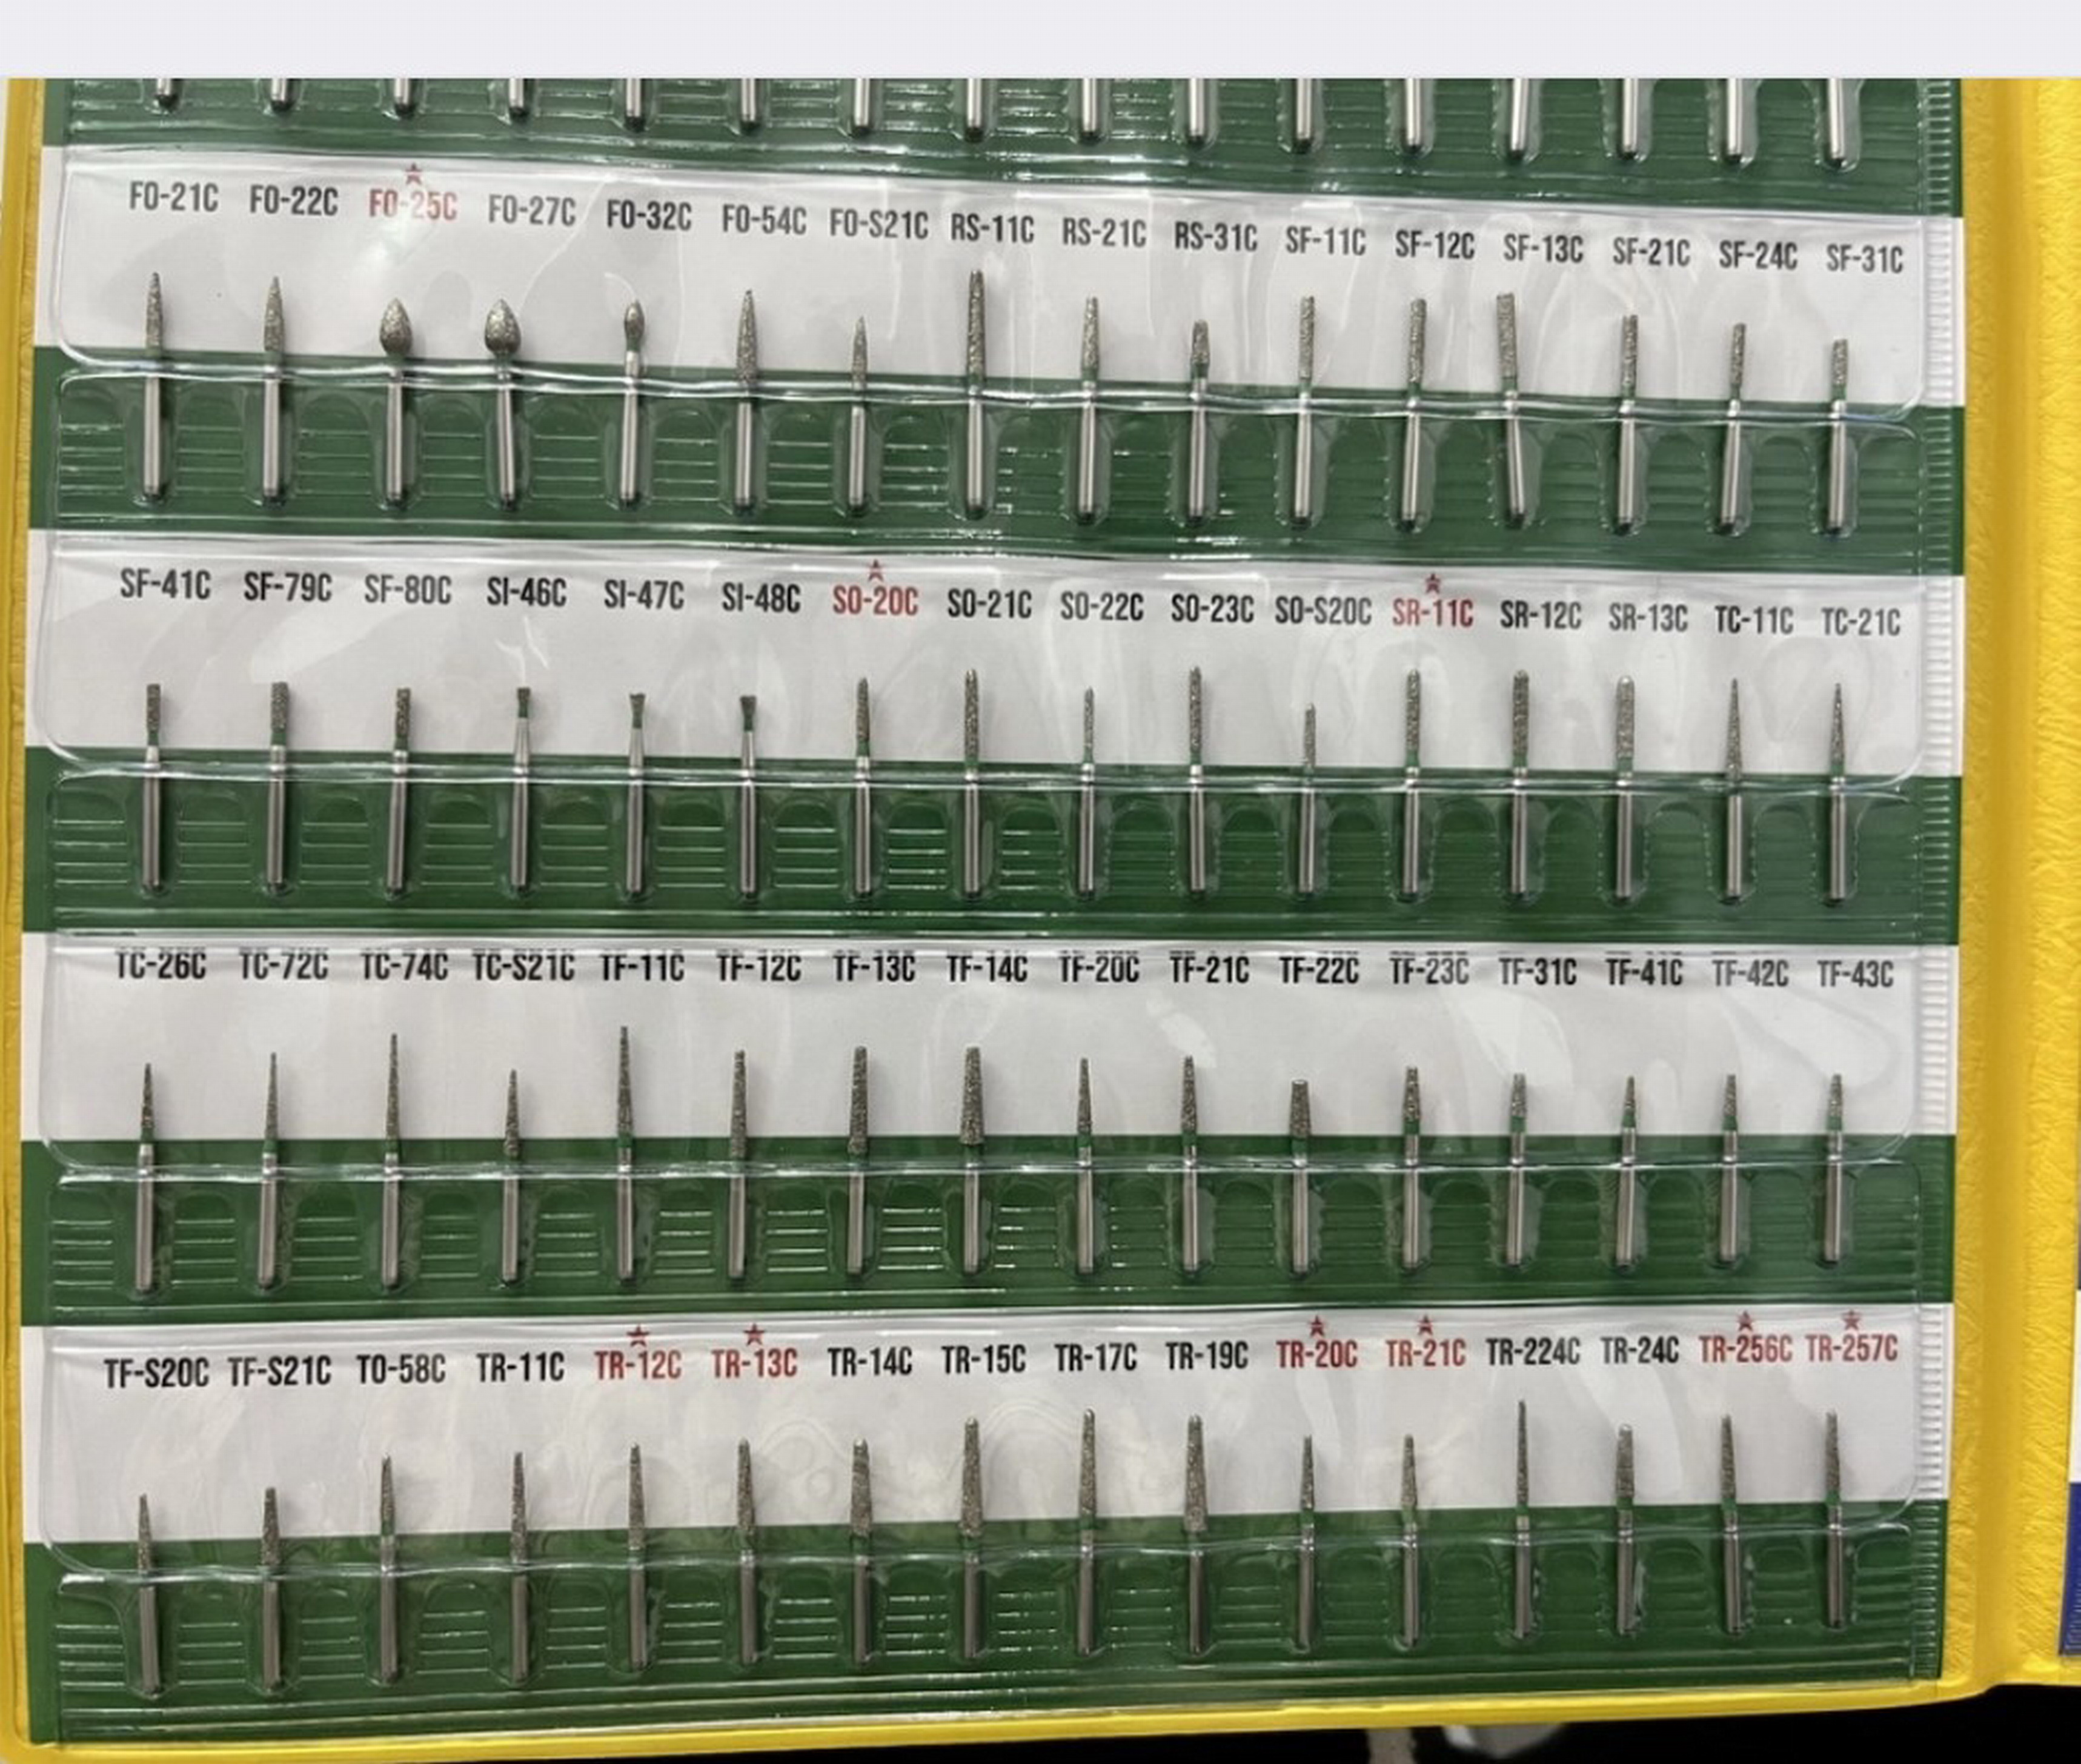 FO-21C FO-22C FO-25C FO-27C FO-32C FO-54C FO-S21C RS-11C RS-21C RS-31C SF-11C SF-12C SF-13C SF-21C SF-24C SF-31C
SF-41C SF-79C SF-80C SI-46C SI-47C SI-48C SO-20C SO-21C SO-22C SO-23C SO-S20C SR-11C SR-12C SR-13C TC-11C TC-21C
TC-26C TC-72C TC-74C TC-S21C TF-11C TF-12C TF-13C TF-14C TF-20C TF-21C TF-22C TF-23C TF-31C TF-41C TF-42C TF-43C
TF-S20C TF-S21C TO-58C TR-11C TR-12C TR-13C TR-14C TR-15C TR-17C TR-19C TR-20C TR-21C TR-224C TR-24C TR-256C TR-257C